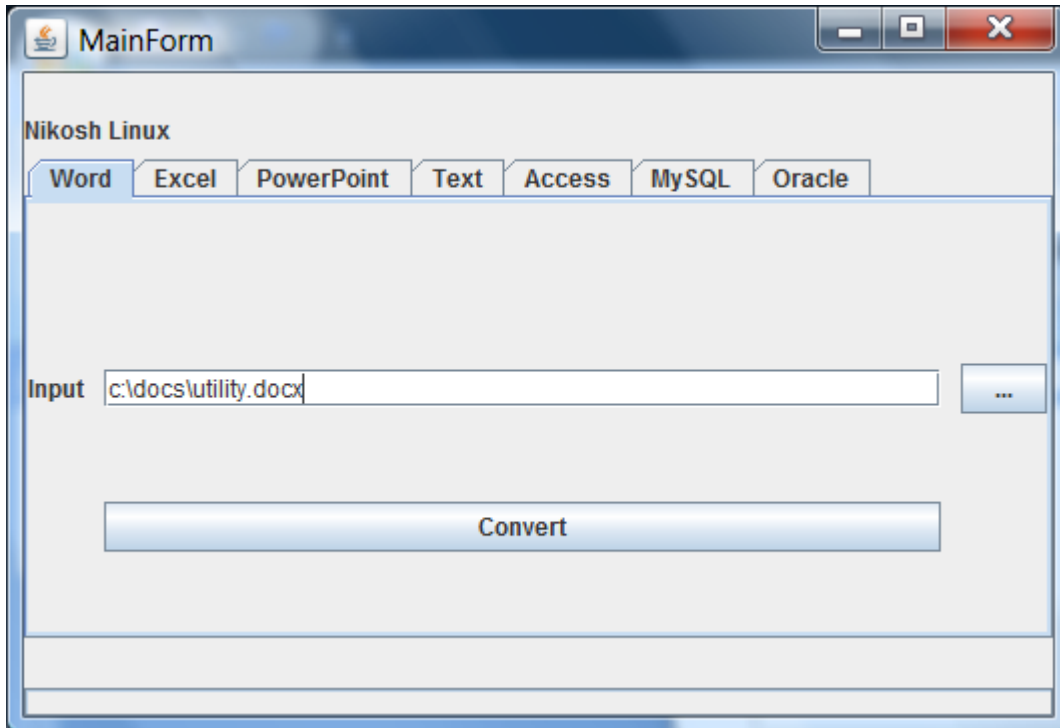 MainForm
Nikosh Linux
Word Excel PowerPoint Text Access MySQL Oracle
Input c:\docs\utility.docx ...
Convert